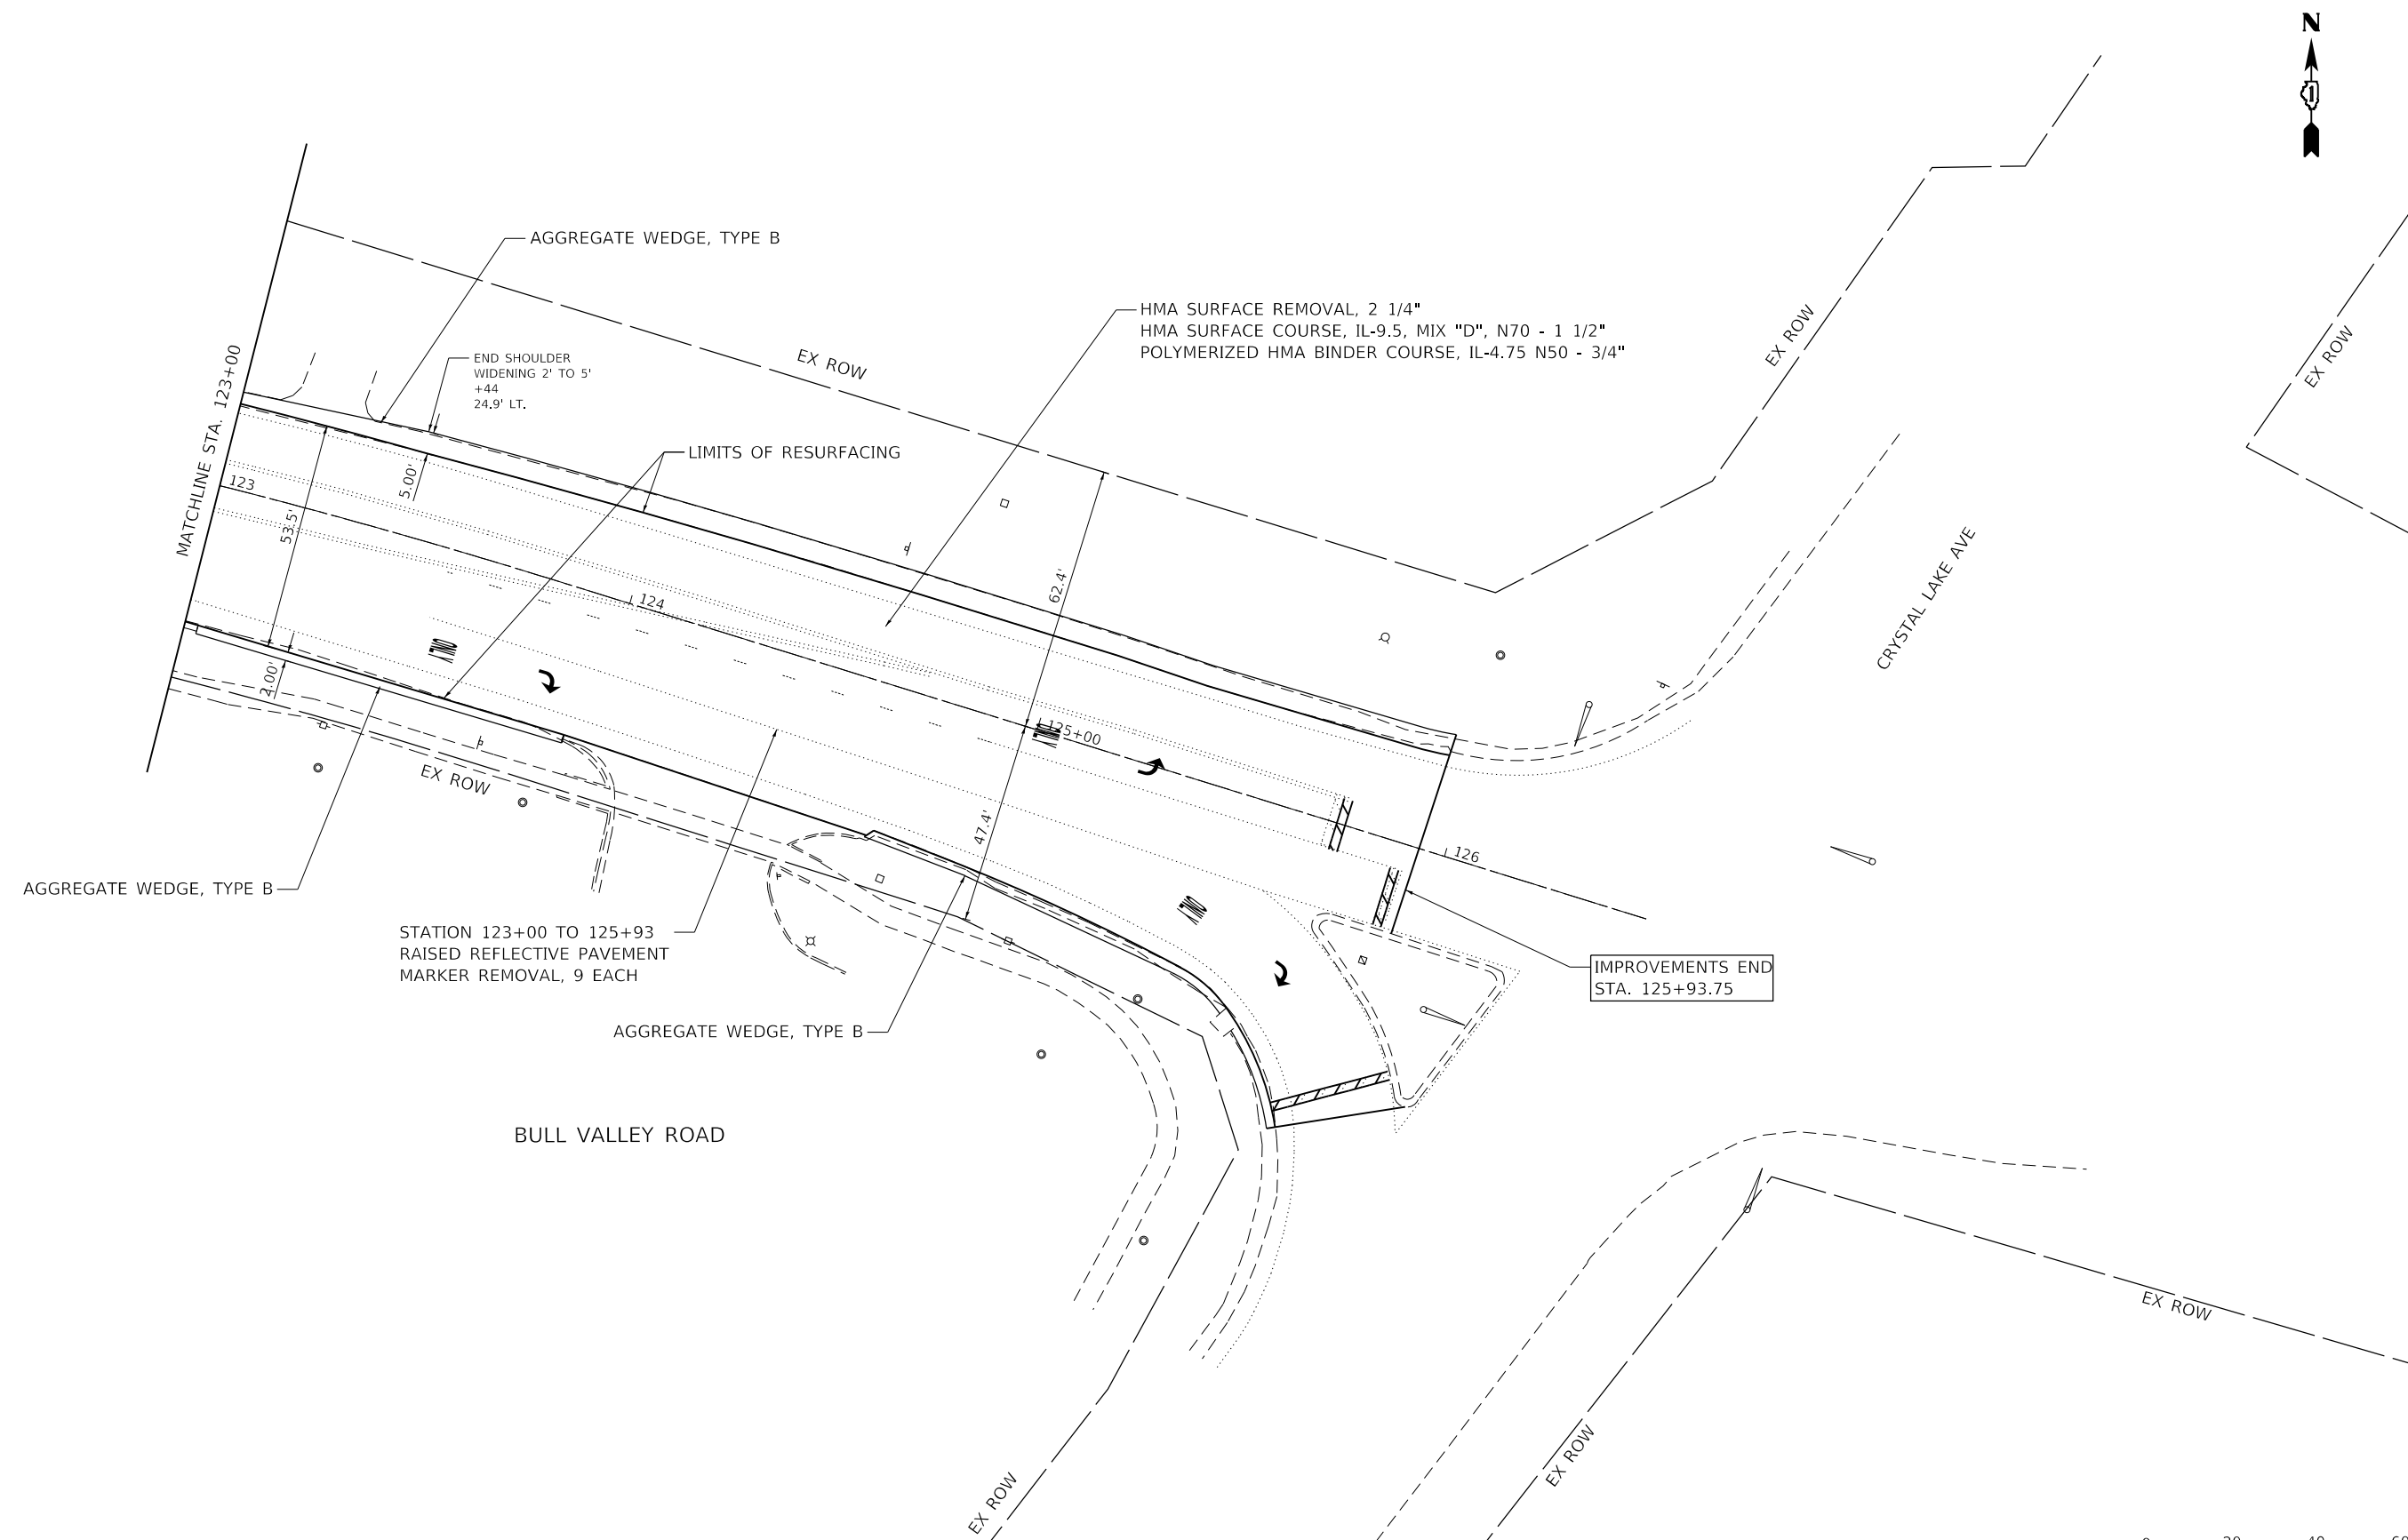 N
AGGREGATE WEDGE, TYPE B
HMA SURFACE REMOVAL, 2 1/4"
HMA SURFACE COURSE, IL-9.5, MIX "D", N70 - 1 1/2"
POLYMERIZED HMA BINDER COURSE, IL-4.75 N50 - 3/4"
EX ROW
EX ROW
EX ROW
END SHOULDER
WIDENING 2' TO 5'
+44
24.9' LT.
MATCHLINE STA. 123+00
LIMITS OF RESURFACING
5.00'
123
53.5'
62.4'
124
CRYSTAL LAKE AVE
2.00'
125+00
EX ROW
47.4'
126
AGGREGATE WEDGE, TYPE B
STATION 123+00 TO 125+93
RAISED REFLECTIVE PAVEMENT
MARKER REMOVAL, 9 EACH
IMPROVEMENTS END
STA. 125+93.75
AGGREGATE WEDGE, TYPE B
BULL VALLEY ROAD
EX ROW
EX ROW
EX ROW